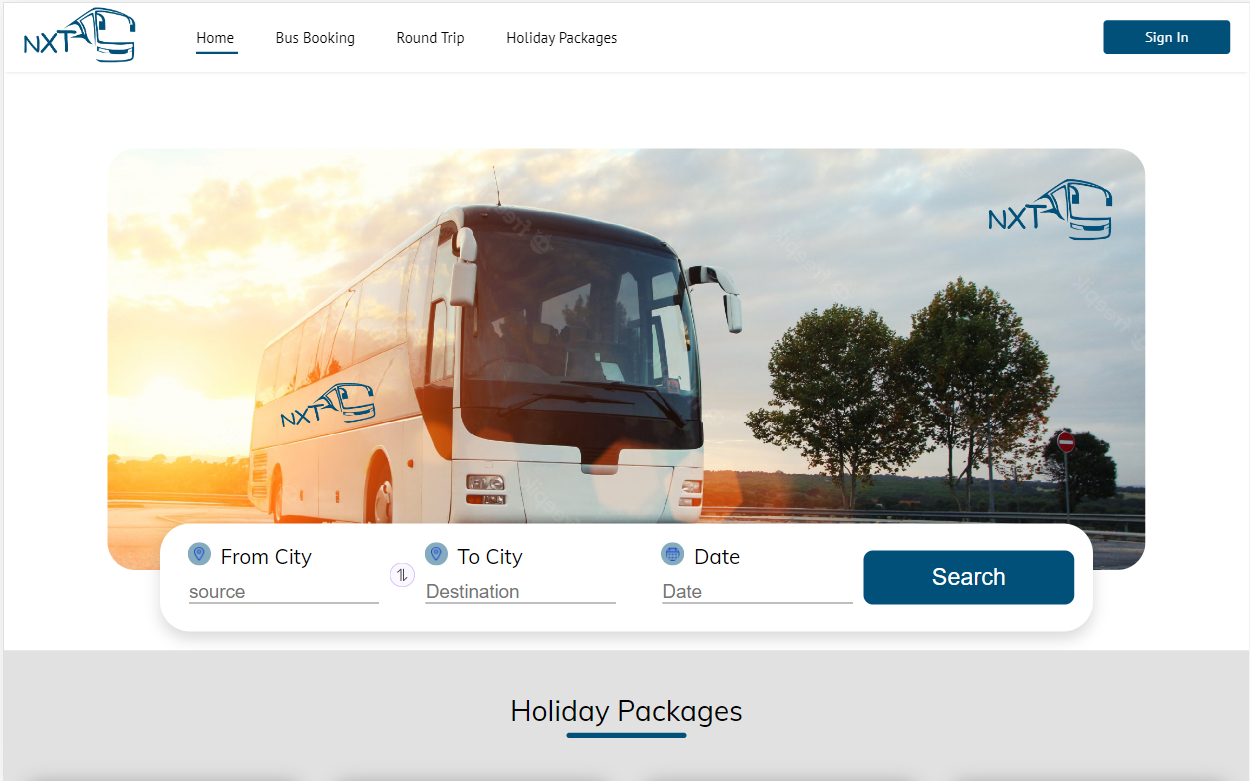 NXT
Home Bus Booking Round Trip Holiday Packages Sign In
NXT
NXT
From City To City Date
source Destination Date
Search
Holiday Packages